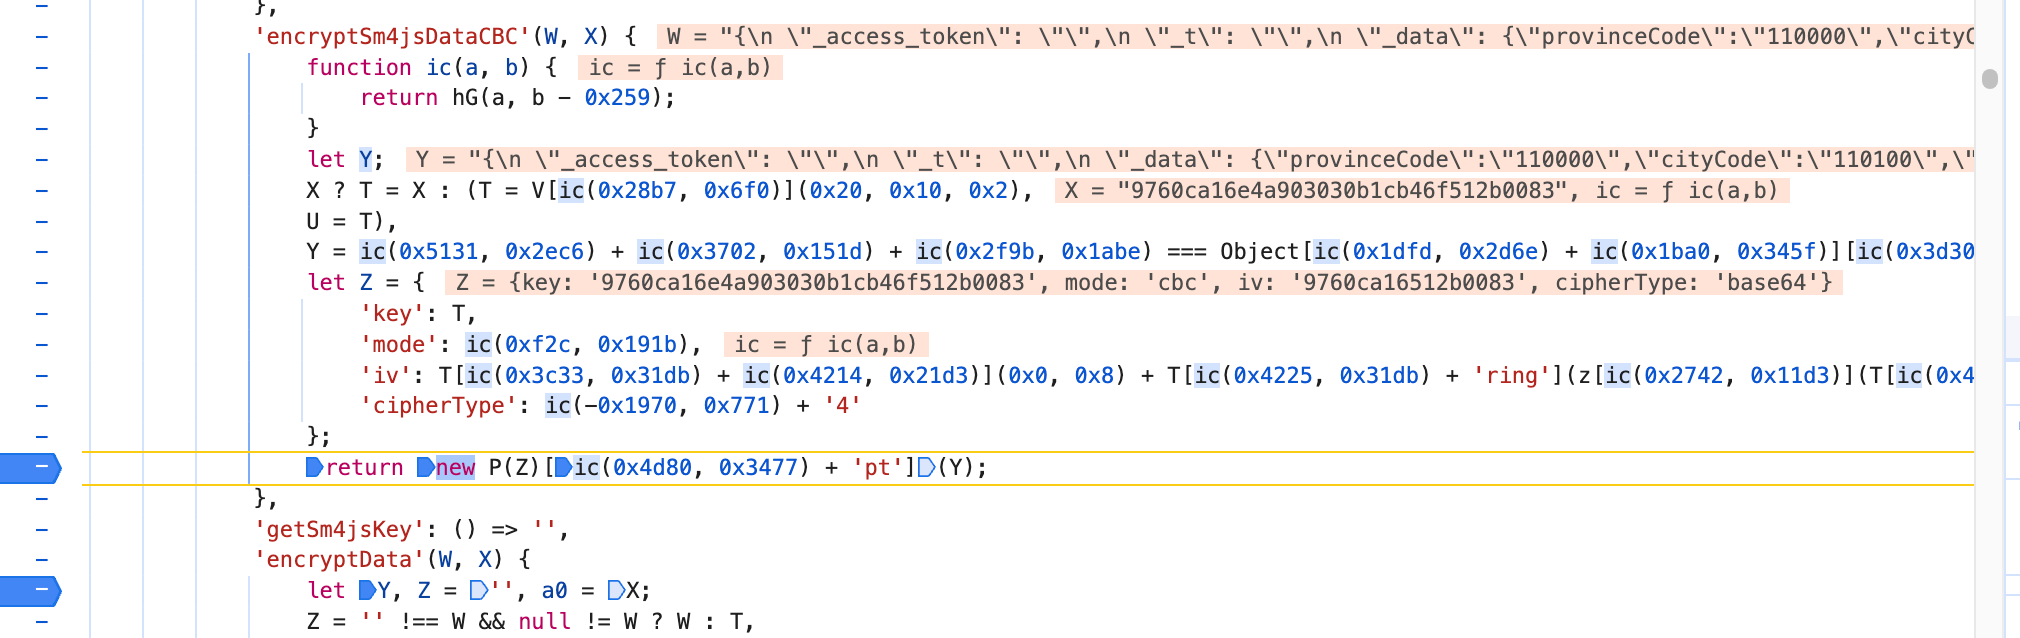 },
'encryptSm4jsDataCBC'(W, X) { W = "{\n \"_access_token\": \"\",\n \"_t\": \"\",\n \"_data\": {\"provinceCode\":\"110000\",\"cityC
function ic(a, b) { ic = ƒ ic(a,b)
return hG(a, b - 0x259);
}
let Y; Y = "{\n \"_access_token\": \"\",\n \"_t\": \"\",\n \"_data\": {\"provinceCode\":\"110000\",\"cityCode\":\"110100\",\"
X ? T = X : (T = V[ic(0x28b7, 0x6f0)](0x20, 0x10, 0x2), X = "9760ca16e4a903030b1cb46f512b0083", ic = ƒ ic(a,b)
U = T),
Y = ic(0x5131, 0x2ec6) + ic(0x3702, 0x151d) + ic(0x2f9b, 0x1abe) === Object[ic(0x1dfd, 0x2d6e) + ic(0x1ba0, 0x345f)][ic(0x3d30
let Z = { Z = {key: '9760ca16e4a903030b1cb46f512b0083', mode: 'cbc', iv: '9760ca16512b0083', cipherType: 'base64'}
'key': T,
'mode': ic(0xf2c, 0x191b), ic = ƒ ic(a,b)
'iv': T[ic(0x3c33, 0x31db) + ic(0x4214, 0x21d3)](0x0, 0x8) + T[ic(0x4225, 0x31db) + 'ring'](z[ic(0x2742, 0x11d3)](T[ic(0x4
'cipherType': ic(-0x1970, 0x771) + '4'
};
return new P(Z)[ic(0x4d80, 0x3477) + 'pt'](Y);
},
'getSm4jsKey': () => '',
'encryptData'(W, X) {
let Y, Z = '', a0 = X;
Z = '' !== W && null != W ? W : T,